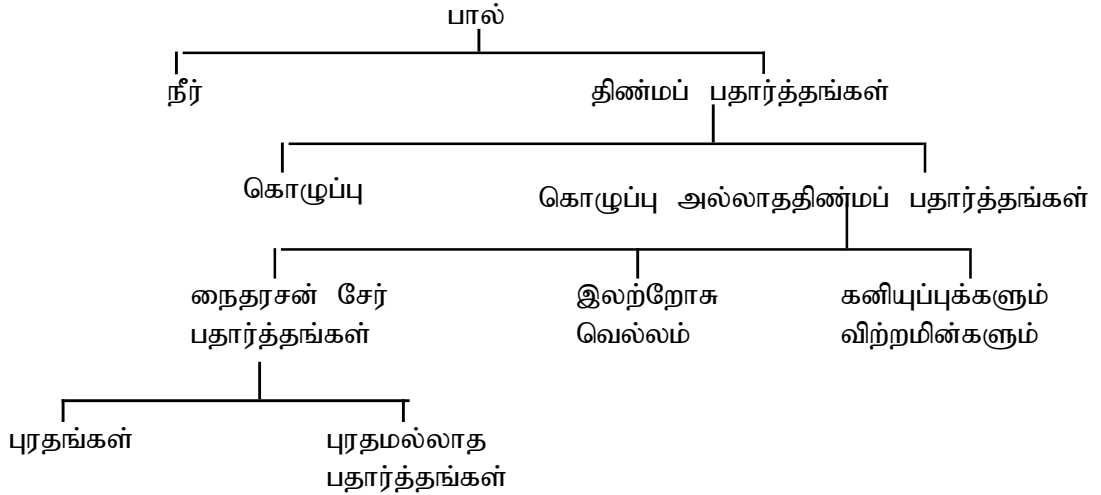 பால்
நீர்
திண்மப் பதார்த்தங்கள்
கொழுப்பு
கொழுப்பு அல்லாததிண்மப் பதார்த்தங்கள்
நைதரசன் சேர்
பதார்த்தங்கள்
இலற்றோசு
வெல்லம்
கனியுப்புக்களும்
விற்றமின்களும்
புரதங்கள்
புரதமல்லாத
பதார்த்தங்கள்